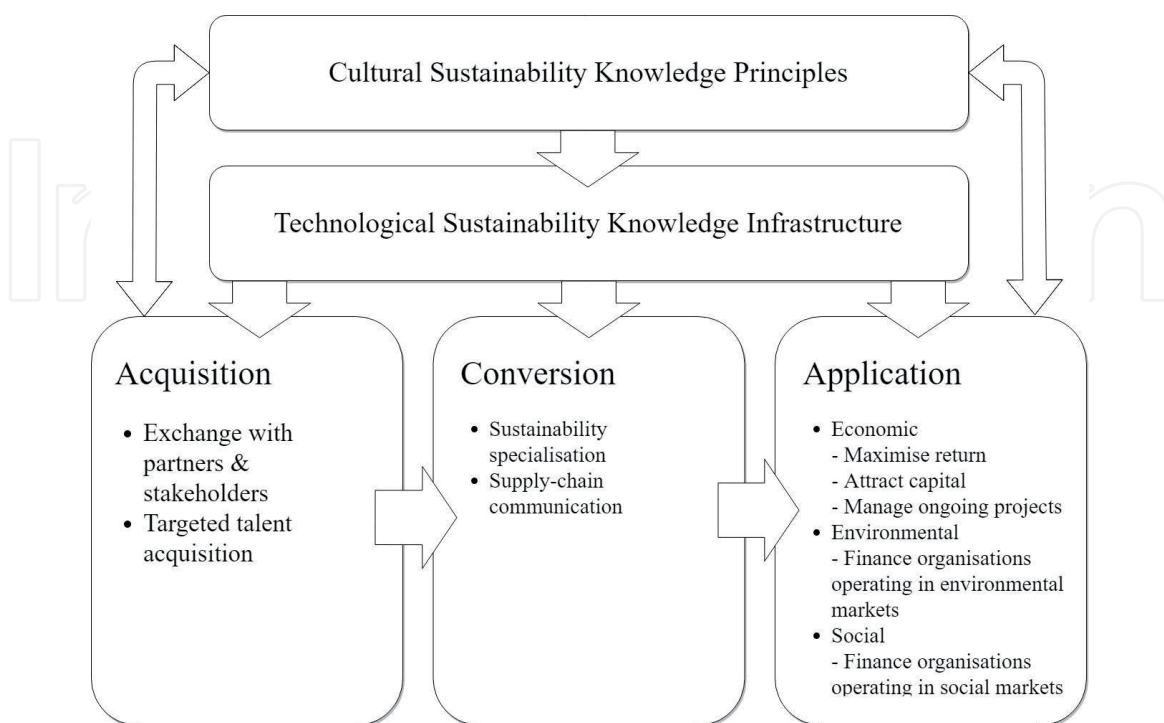 Cultural Sustainability Knowledge Principles
Technological Sustainability Knowledge Infrastructure
Acquisition
• Exchange with
partners &
stakeholders
• Targeted talent
acquisition
Conversion
• Sustainability
specialisation
• Supply-chain
communication
Application
• Economic
- Maximise return
- Attract capital
- Manage ongoing projects
• Environmental
- Finance organisations
operating in environmental
markets
• Social
- Finance organisations
operating in social markets